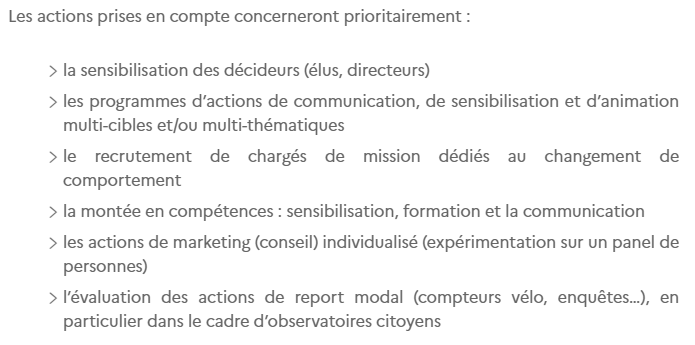 Les actions prises en compte concerneront prioritairement :
> la sensibilisation des décideurs (élus, directeurs)
> les programmes d’actions de communication, de sensibilisation et d’animation
multi-cibles et/ou multi-thématiques
> le recrutement de chargés de mission dédiés au changement de
comportement
> la montée en compétences : sensibilisation, formation et la communication
> les actions de marketing (conseil) individualisé (expérimentation sur un panel de
personnes)
> l’évaluation des actions de report modal (compteurs vélo, enquêtes…), en
particulier dans le cadre d’observatoires citoyens